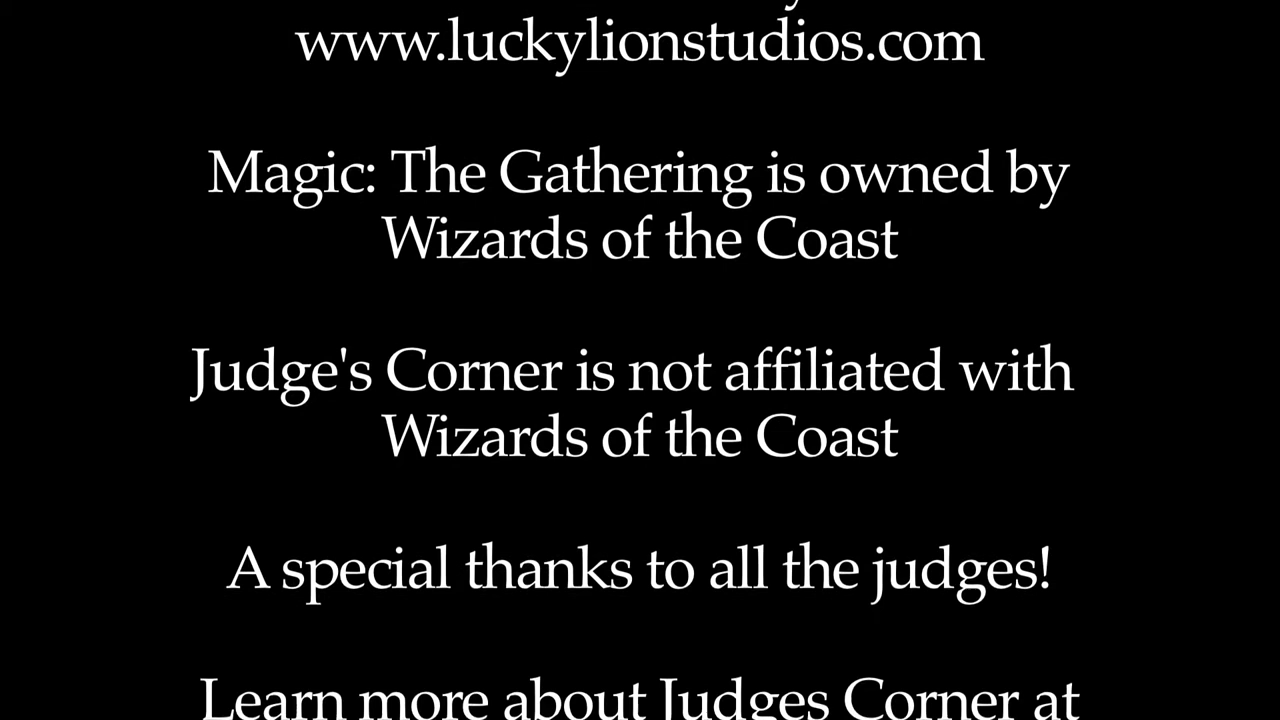 www.luckylionstudios.com
Magic: The Gathering is owned by
Wizards of the Coast
Judge's Corner is not affiliated with
Wizards of the Coast
A special thanks to all the judges!
Learn more about Judges Corner at